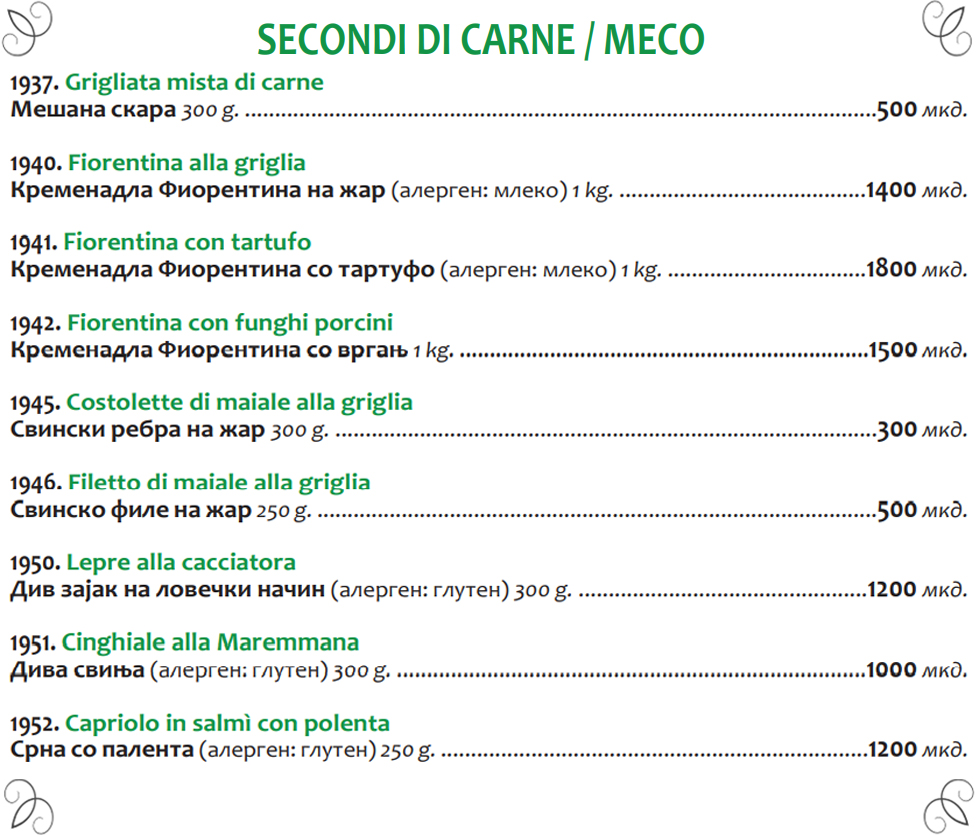 SECONDI DI CARNE / МЕСО
1937. Grigliata mista di carne
Мешана скара 300 g. ........................................................................................500 мкд.
1940. Fiorentina alla griglia
Кременадла Фиорентина на жар (алерген: млеко) 1 kg. ..................................1400 мкд.
1941. Fiorentina con tartufo
Кременадла Фиорентина со тартуфо (алерген: млеко) 1 kg. ...........................1800 мкд.
1942. Fiorentina con funghi porcini
Кременадла Фиорентина со вргањ 1 kg. .........................................................1500 мкд.
1945. Costolette di maiale alla griglia
Свински ребра на жар 300 g. ...........................................................................300 мкд.
1946. Filetto di maiale alla griglia
Свинско филе на жар 250 g. ..............................................................................500 мкд.
1950. Lepre alla cacciatora
Див зајак на ловечки начин (алерген: глутен) 300 g. ........................................1200 мкд.
1951. Cinghiale alla Maremmana
Дива свиња (алерген: глутен) 300 g. .................................................................1000 мкд.
1952. Capriolo in salmì con polenta
Срна со палента (алерген: глутен) 250 g. ...........................................................1200 мкд.